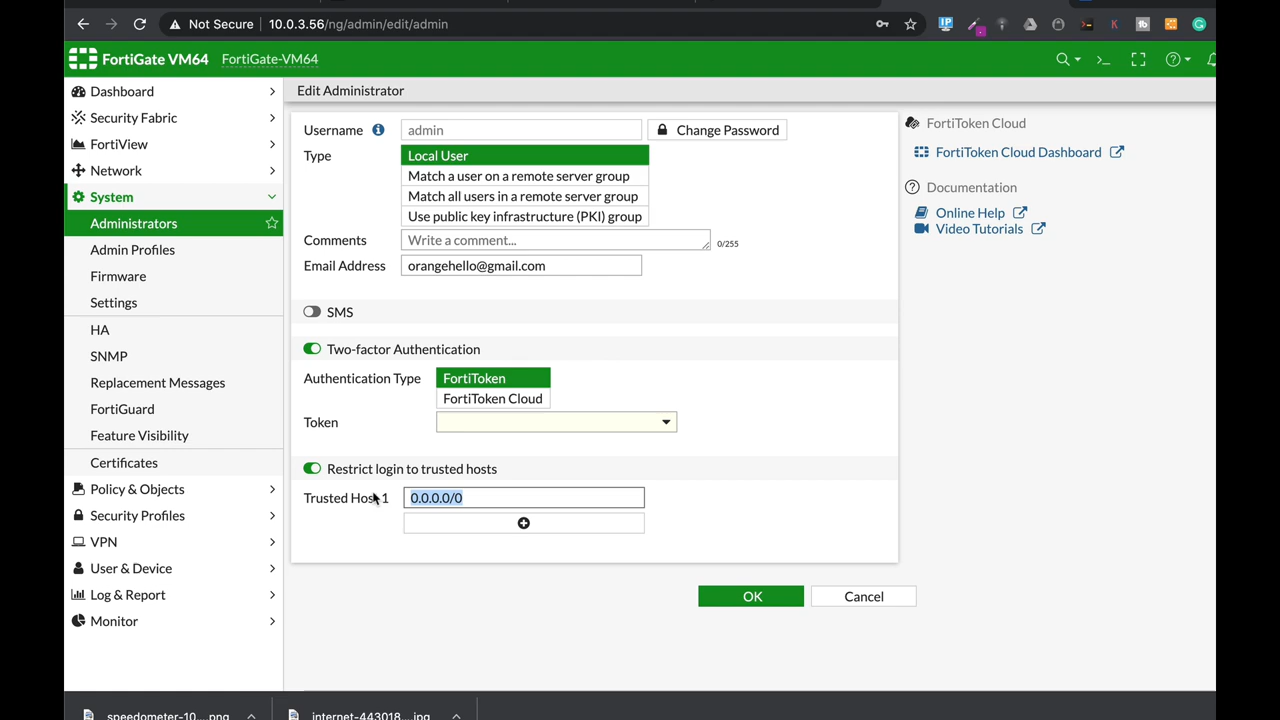 Not Secure 10.0.3.56/ng/admin/edit/admin
FortiGate VM64 FortiGate-VM64
Dashboard
Security Fabric
FortiView
Network
System
Administrators
Admin Profiles
Firmware
Settings
HA
SNMP
Replacement Messages
FortiGuard
Feature Visibility
Certificates
Policy & Objects
Security Profiles
VPN
User & Device
Log & Report
Monitor
Edit Administrator
Username admin Change Password
Type Local User
Match a user on a remote server group
Match all users in a remote server group
Use public key infrastructure (PKI) group
Comments Write a comment... 0/255
Email Address orangehello@gmail.com
SMS
Two-factor Authentication
Authentication Type FortiToken
FortiToken Cloud
Token
Restrict login to trusted hosts
Trusted Host 1 0.0.0.0/0
OK Cancel
FortiToken Cloud
FortiToken Cloud Dashboard
Documentation
Online Help
Video Tutorials
speedometer-10....png internet-443018....jpg